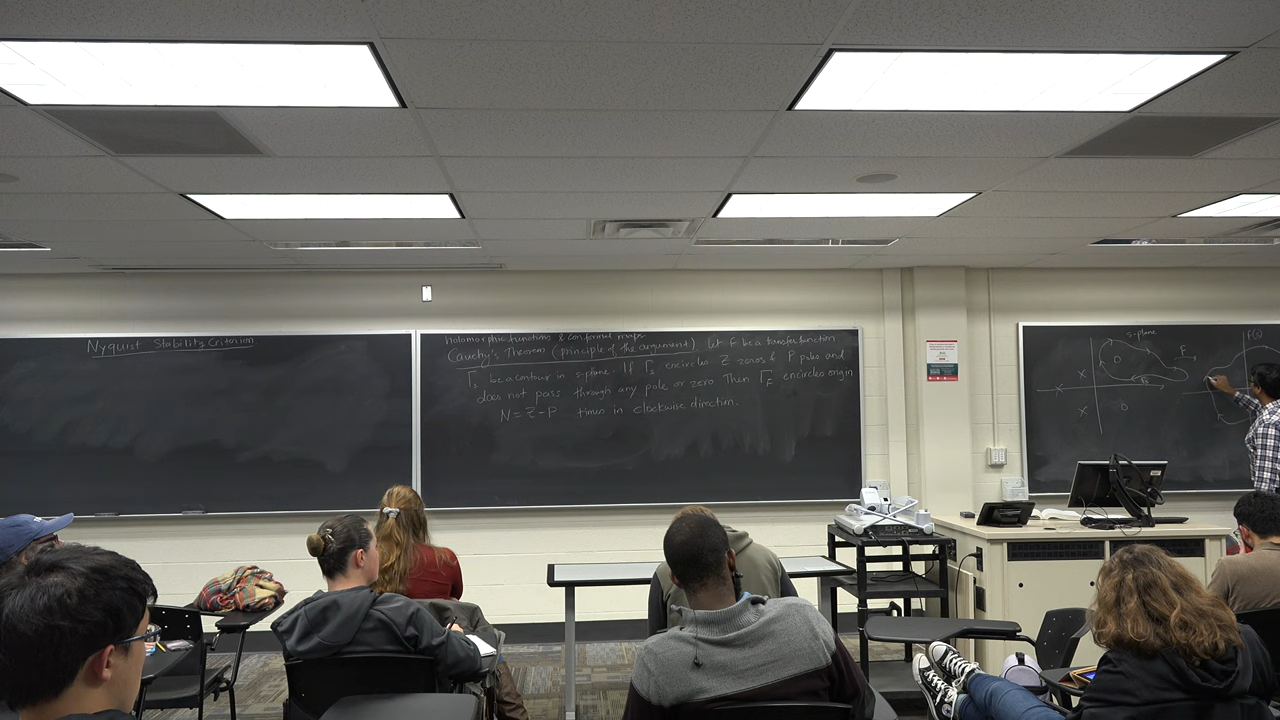 Nyquist Stability Criterion
holomorphic functions & conformal maps
Cauchy's Theorem (principle of the argument) Let F be a transfer function
Γs be a contour in s-plane. If Γs encircles Z zeros & P poles and
does not pass through any pole or zero. Then ΓF encircles origin
N = Z - P times in clockwise direction.
s-plane
F